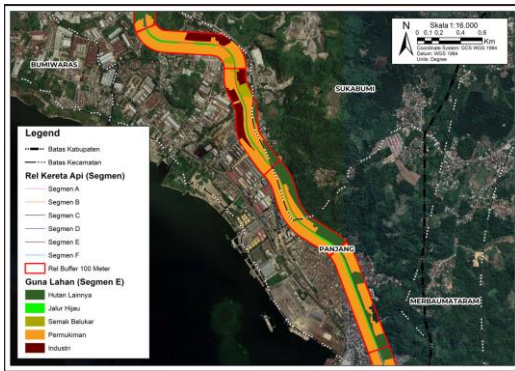 N
Skala 1:16.000
0 0.1 0.2 0.4 0.6
Km
Coordinate System: GCS WGS 1984
Datum: WGS 1984
Units: Degree
BUMIWARAS
SUKABUMI
PANJANG
MERBAUMATARAM
Legend
Batas Kabupaten
Batas Kecamatan
Rel Kereta Api (Segmen)
Segmen A
Segmen B
Segmen C
Segmen D
Segmen E
Segmen F
Rel Buffer 100 Meter
Guna Lahan (Segmen E)
Hutan Lainnya
Jalur Hijau
Semak Belukar
Permukiman
Industri